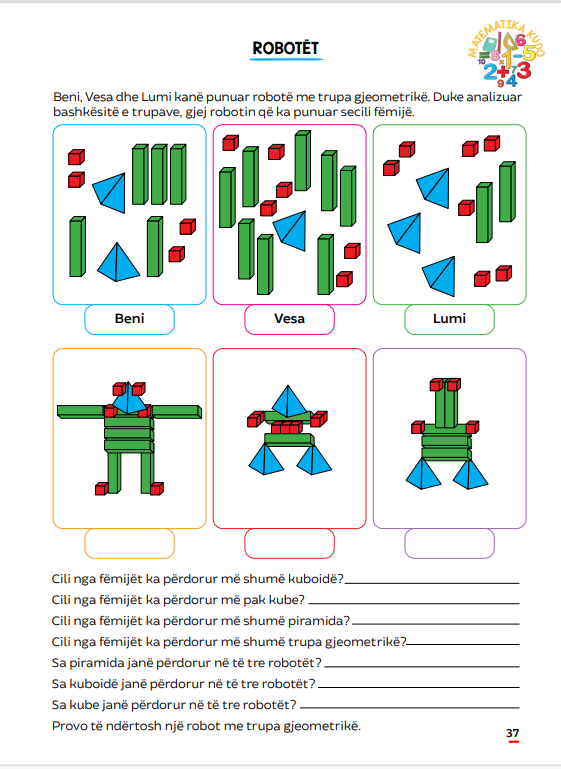 MATEMATIKA KUDO
ROBOTËT
Beni, Vesa dhe Lumi kanë punuar robotë me trupa gjeometrikë. Duke analizuar
bashkësitë e trupave, gjej robotin që ka punuar secili fëmijë.
Beni
Vesa
Lumi
Cili nga fëmijët ka përdorur më shumë kuboidë?
Cili nga fëmijët ka përdorur më pak kube?
Cili nga fëmijët ka përdorur më shumë piramida?
Cili nga fëmijët ka përdorur më shumë trupa gjeometrikë?
Sa piramida janë përdorur në të tre robotët?
Sa kuboidë janë përdorur në të tre robotët?
Sa kube janë përdorur në të tre robotët?
Provo të ndërtosh një robot me trupa gjeometrikë.
37